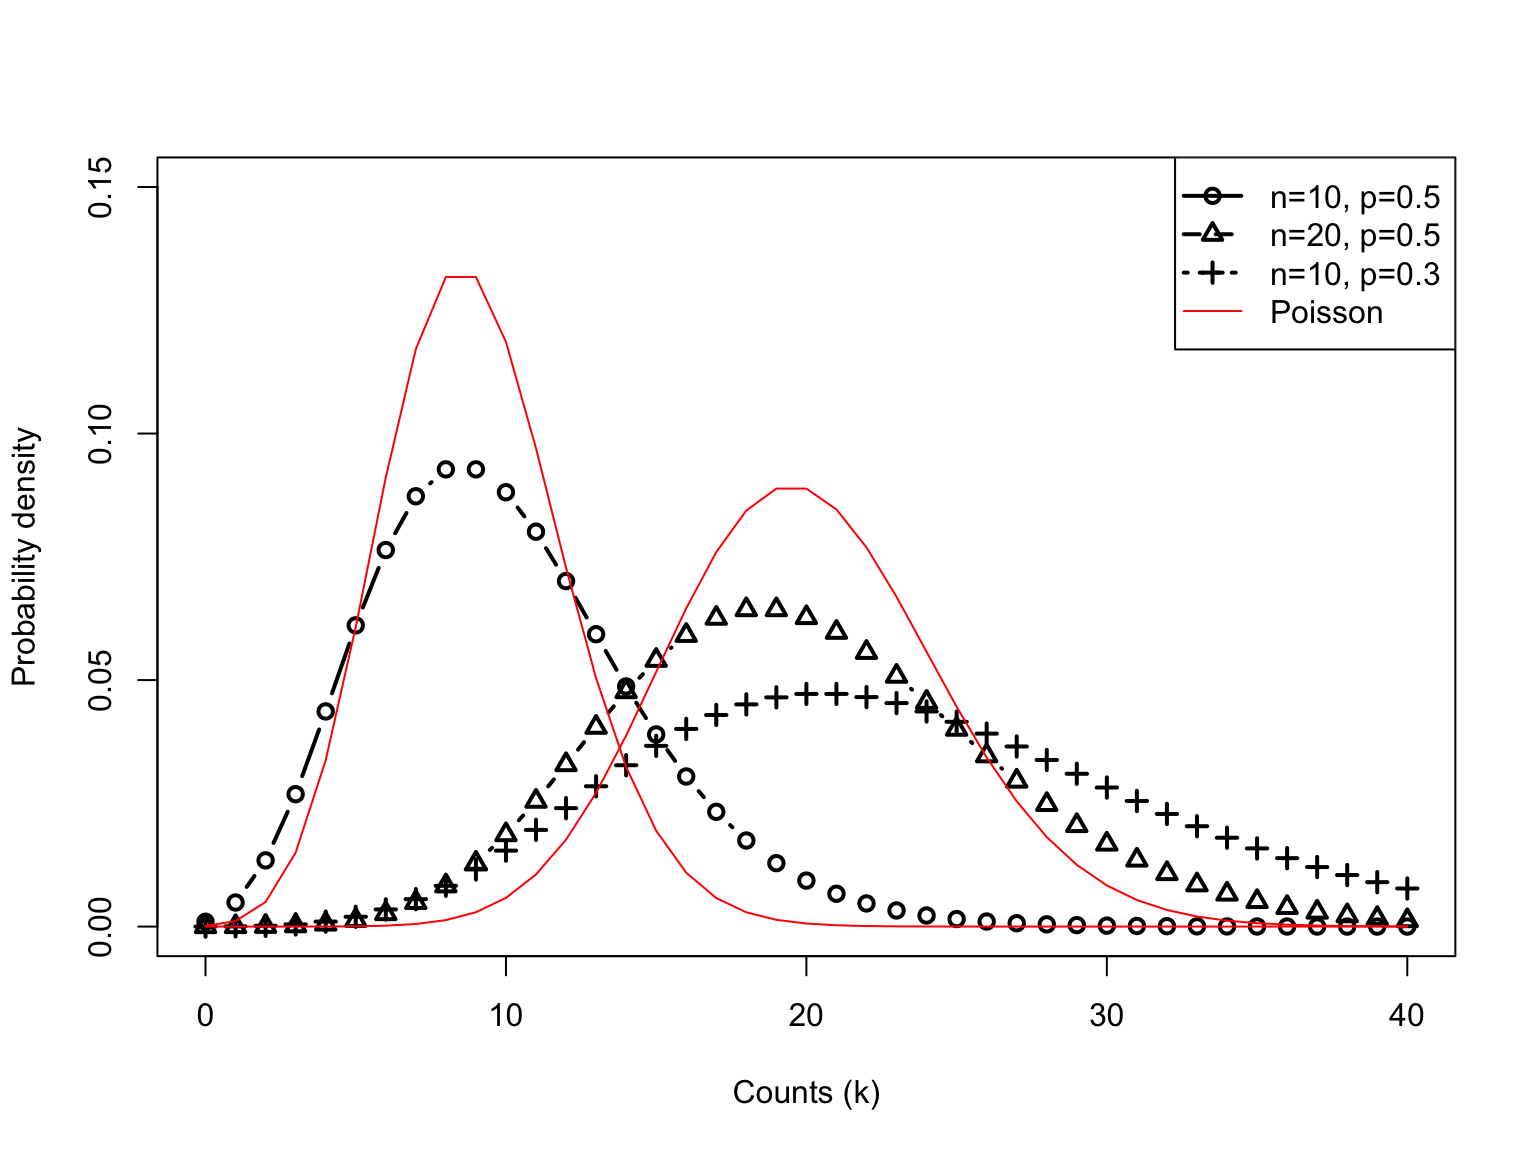 n=10, p=0.5
n=20, p=0.5
n=10, p=0.3
Poisson
Probability density
0.15
0.10
0.05
0.00
0 10 20 30 40
Counts (k)